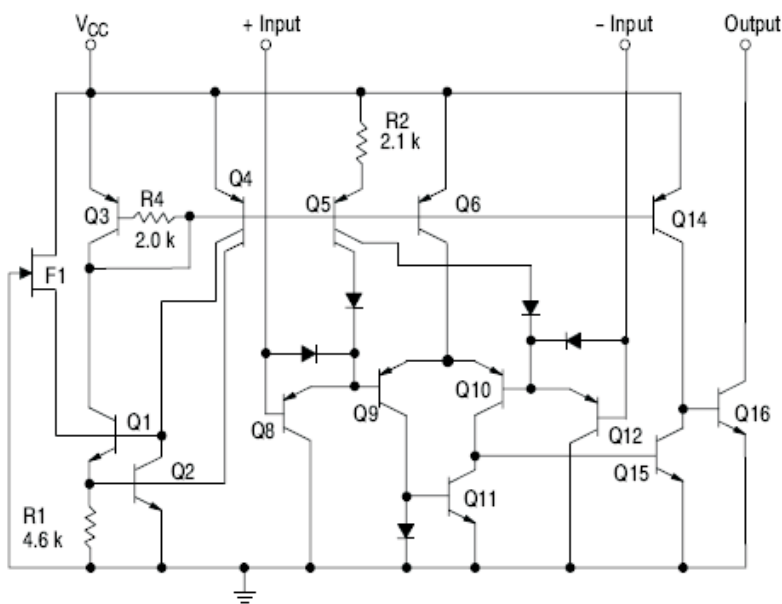 V_CC
+ Input
− Input
Output
R2
2.1 k
Q3
R4
2.0 k
Q4
Q5
Q6
Q14
F1
Q1
Q2
R1
4.6 k
Q8
Q9
Q10
Q12
Q11
Q15
Q16